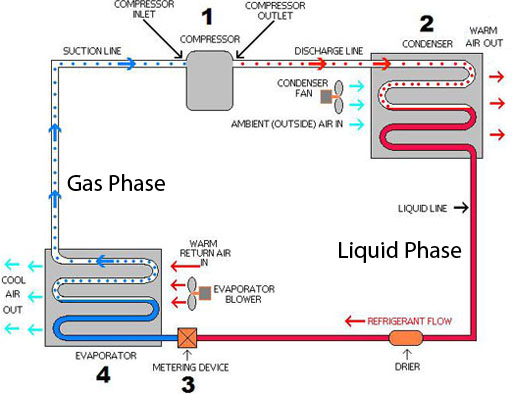 COMPRESSOR
INLET
1
COMPRESSOR
OUTLET
2
WARM
AIR OUT
SUCTION LINE
COMPRESSOR
DISCHARGE LINE
CONDENSER
CONDENSER
FAN
AMBIENT (OUTSIDE) AIR IN
Gas Phase
LIQUID LINE
Liquid Phase
WARM
RETURN AIR
IN
COOL
AIR
OUT
EVAPORATOR
BLOWER
REFRIGERANT FLOW
EVAPORATOR
4
METERING DEVICE
3
DRIER